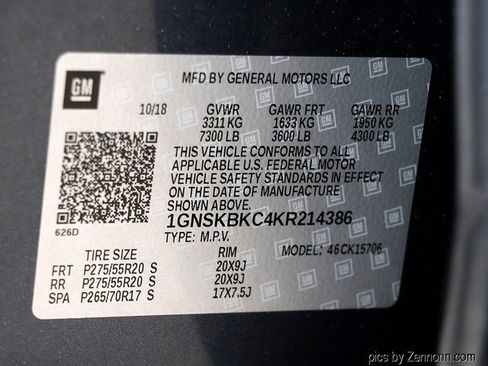 GM
MFD BY GENERAL MOTORS LLC
10/18 GVWR GAWR FRT GAWR RR
3311 KG 1633 KG 1950 KG
7300 LB 3600 LB 4300 LB
THIS VEHICLE CONFORMS TO ALL
APPLICABLE U.S. FEDERAL MOTOR
VEHICLE SAFETY STANDARDS IN EFFECT
ON THE DATE OF MANUFACTURE
SHOWN ABOVE.
626D
1GNSKBKC4KR214386
TYPE: M.P.V. MODEL: 46CK15706
TIRE SIZE RIM
FRT P275/55R20 S 20X9J
RR P275/55R20 S 20X9J
SPA P265/70R17 S 17X7.5J
pics by Zennonn.com